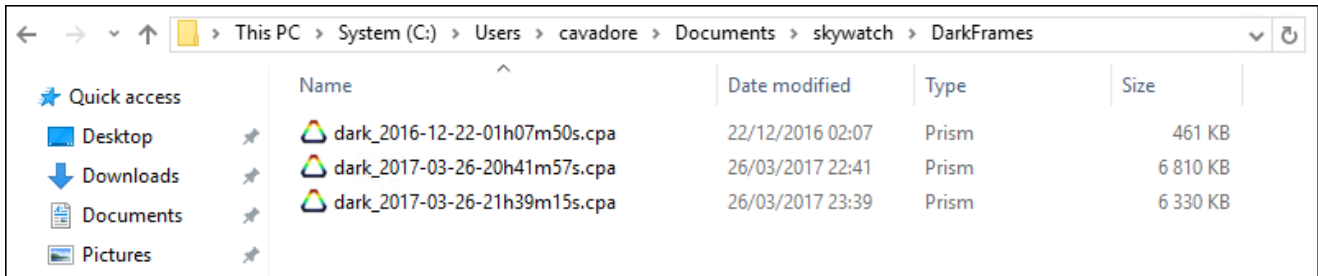 This PC > System (C:) > Users > cavadore > Documents > skywatch > DarkFrames
Quick access
Desktop
Downloads
Documents
Pictures
Name Date modified Type Size
dark_2016-12-22-01h07m50s.cpa 22/12/2016 02:07 Prism 461 KB
dark_2017-03-26-20h41m57s.cpa 26/03/2017 22:41 Prism 6 810 KB
dark_2017-03-26-21h39m15s.cpa 26/03/2017 23:39 Prism 6 330 KB